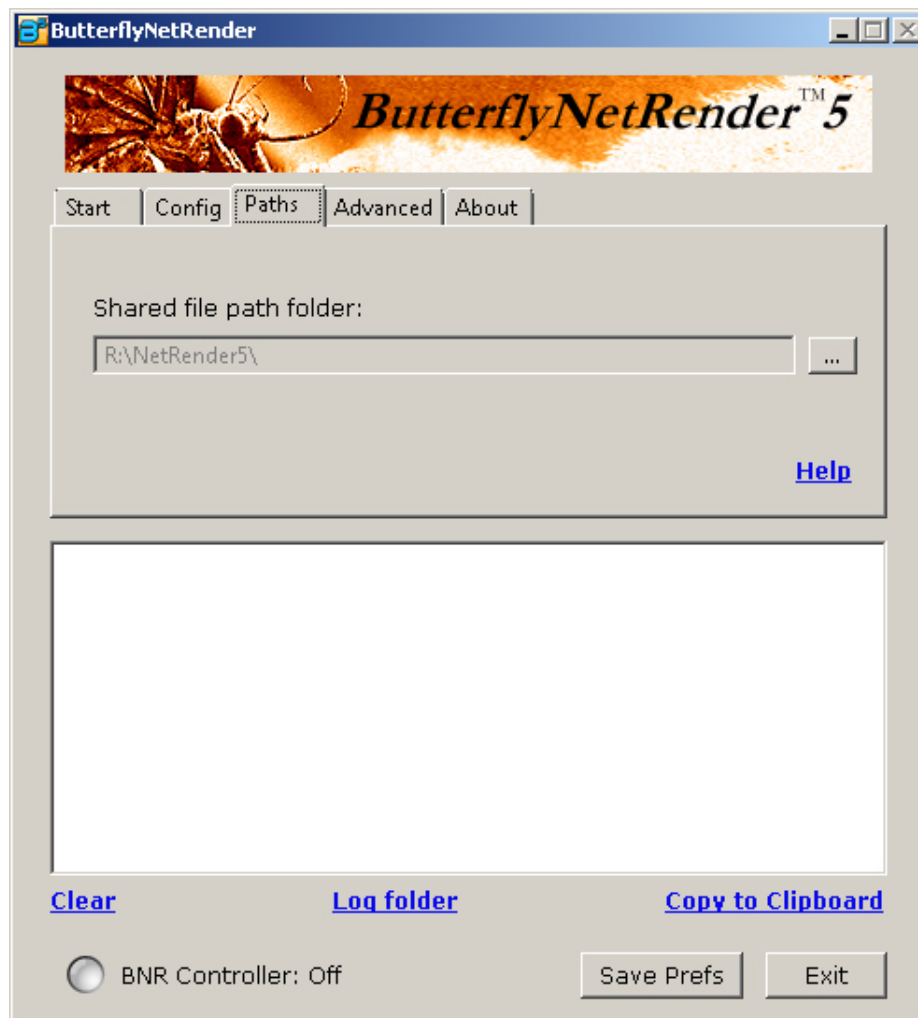 ButterflyNetRender
ButterflyNetRender™ 5
Start Config Paths Advanced About
Shared file path folder:
R:\NetRender5\
...
Help
Clear Log folder Copy to Clipboard
BNR Controller: Off Save Prefs Exit